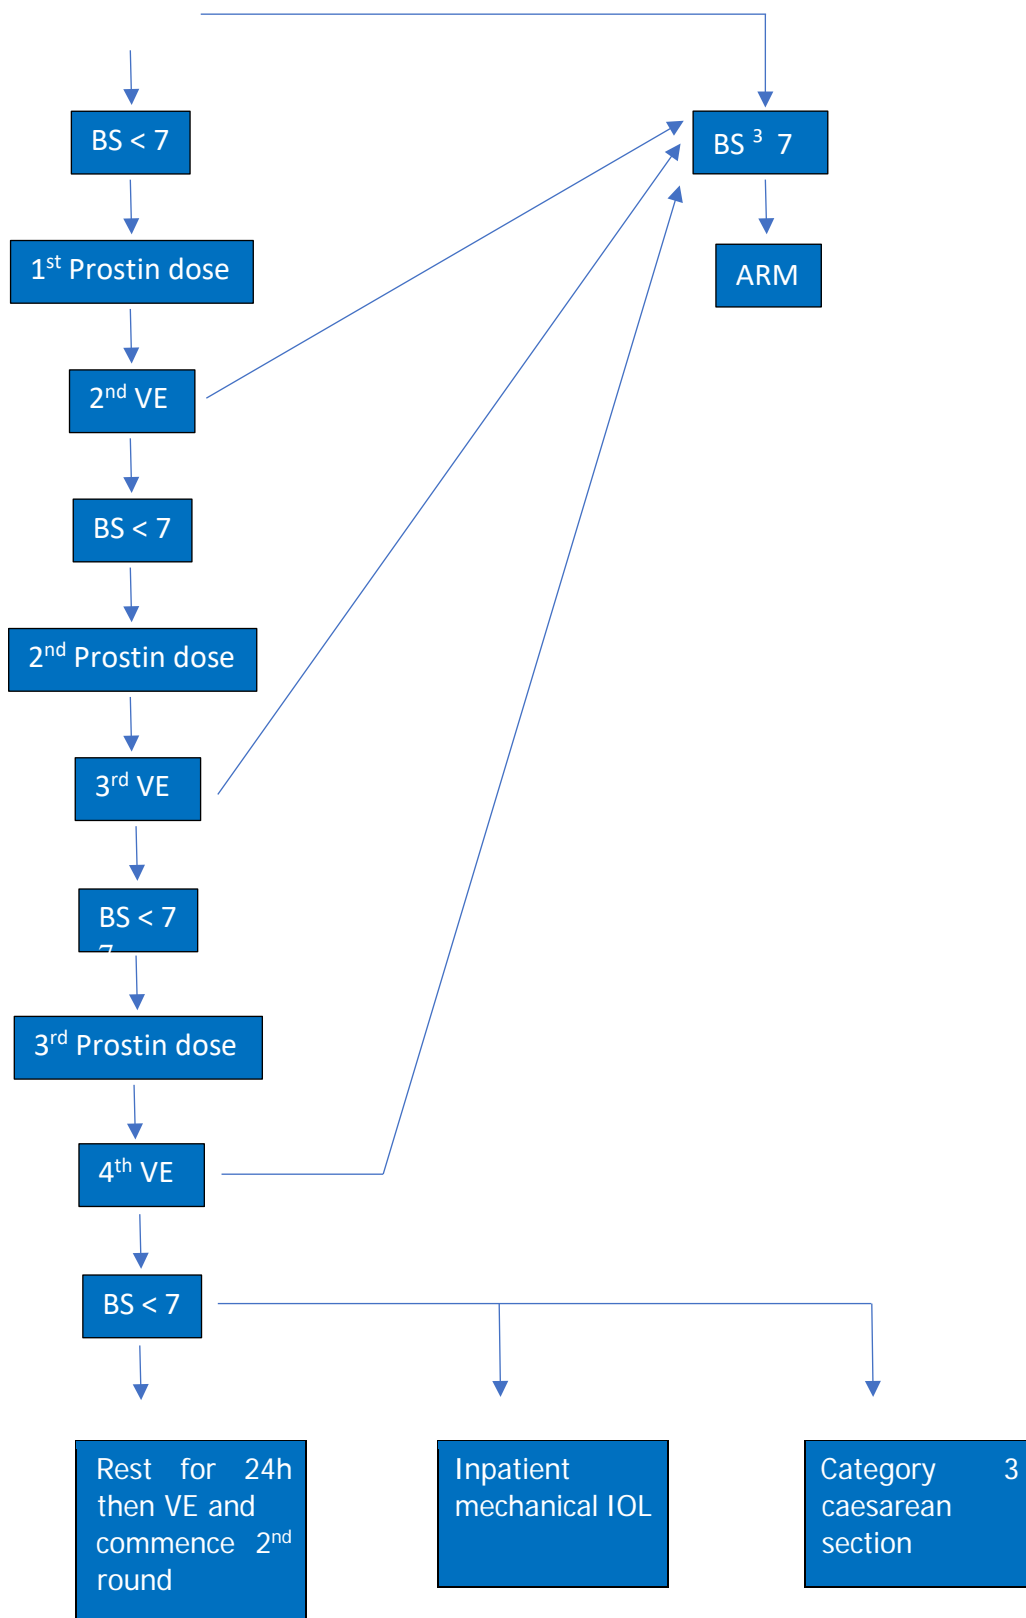 BS < 7
BS ³ 7
1st Prostin dose
ARM
2nd VE
BS < 7
2nd Prostin dose
3rd VE
BS < 7
7
3rd Prostin dose
4th VE
BS < 7
Rest for 24h
then VE and
commence 2nd
round
Inpatient
mechanical IOL
Category 3
caesarean
section